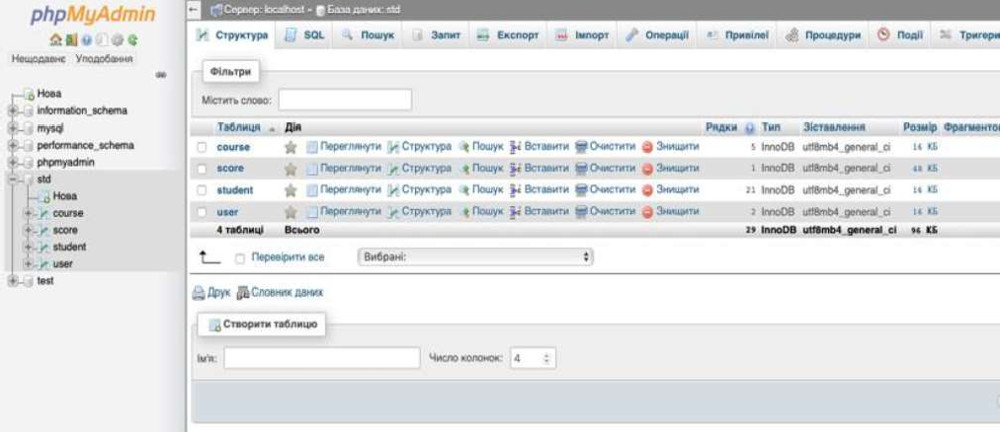 phpMyAdmin
Нещодавнє Уподобання
Нова
information_schema
mysql
performance_schema
phpmyadmin
std
Нова
course
score
student
user
test
Сервер: localhost » База даних: std
Структура SQL Пошук Запит Експорт Імпорт Операції Привілеї Процедури Події Тригери
Фільтри
Містить слово:
Таблиця Дія Рядки Тип Зіставлення Розмір Фрагментов
course Переглянути Структура Пошук Вставити Очистити Знищити 5 InnoDB utf8mb4_general_ci 16 КБ
score Переглянути Структура Пошук Вставити Очистити Знищити 1 InnoDB utf8mb4_general_ci 48 КБ
student Переглянути Структура Пошук Вставити Очистити Знищити 21 InnoDB utf8mb4_general_ci 16 КБ
user Переглянути Структура Пошук Вставити Очистити Знищити 2 InnoDB utf8mb4_general_ci 16 КБ
4 таблиці Всього 29 InnoDB utf8mb4_general_ci 96 КБ
Перевірити все Вибрані:
Друк Словник даних
Створити таблицю
Ім'я: Число колонок: 4